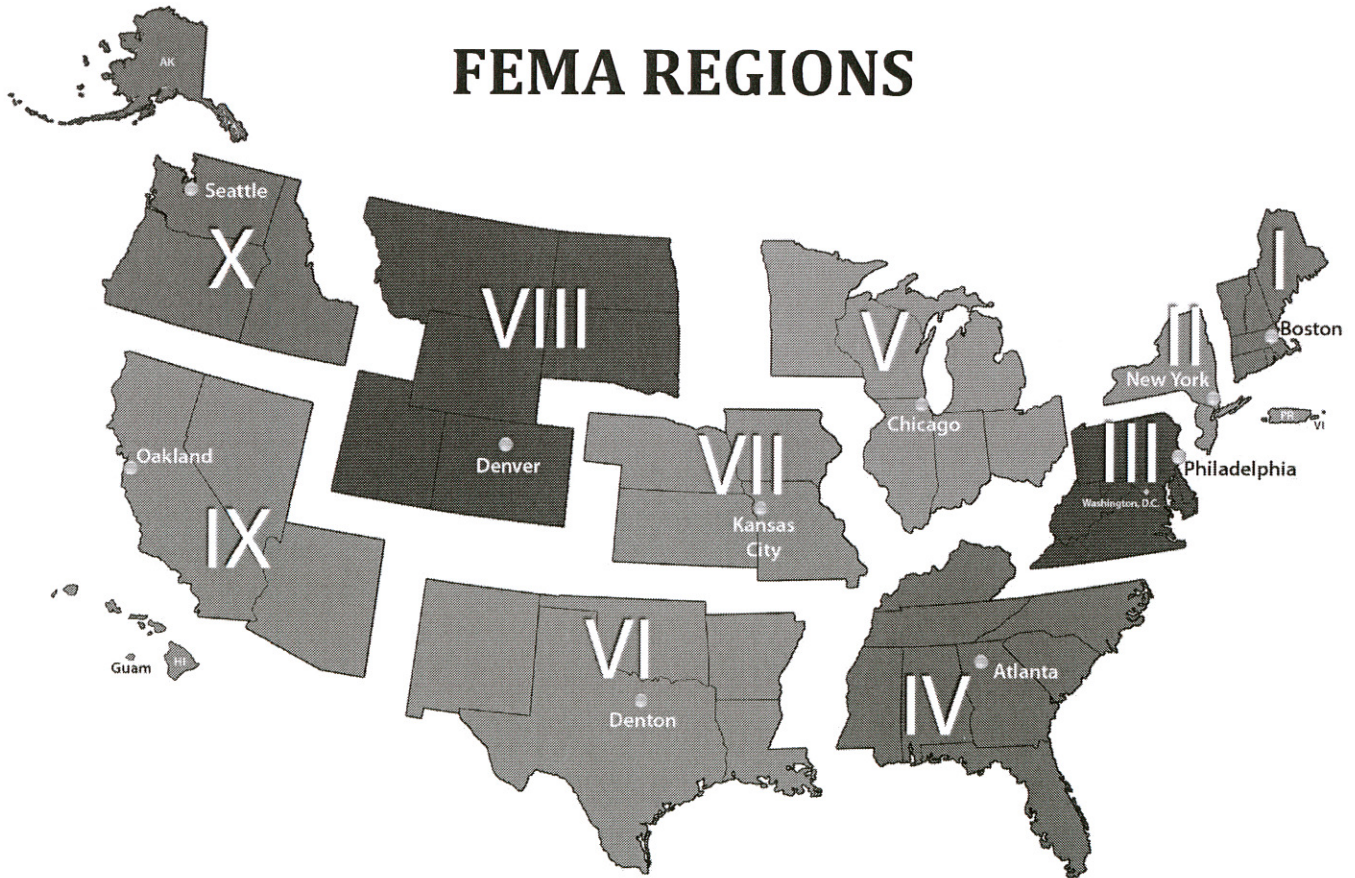 FEMA REGIONS
AK
Seattle
X
VIII
I
II
Boston
V
New York
PR
VI
Chicago
III
Philadelphia
Washington, D.C.
Oakland
Denver
VII
Kansas
City
IX
Guam
HI
VI
Denton
Atlanta
IV